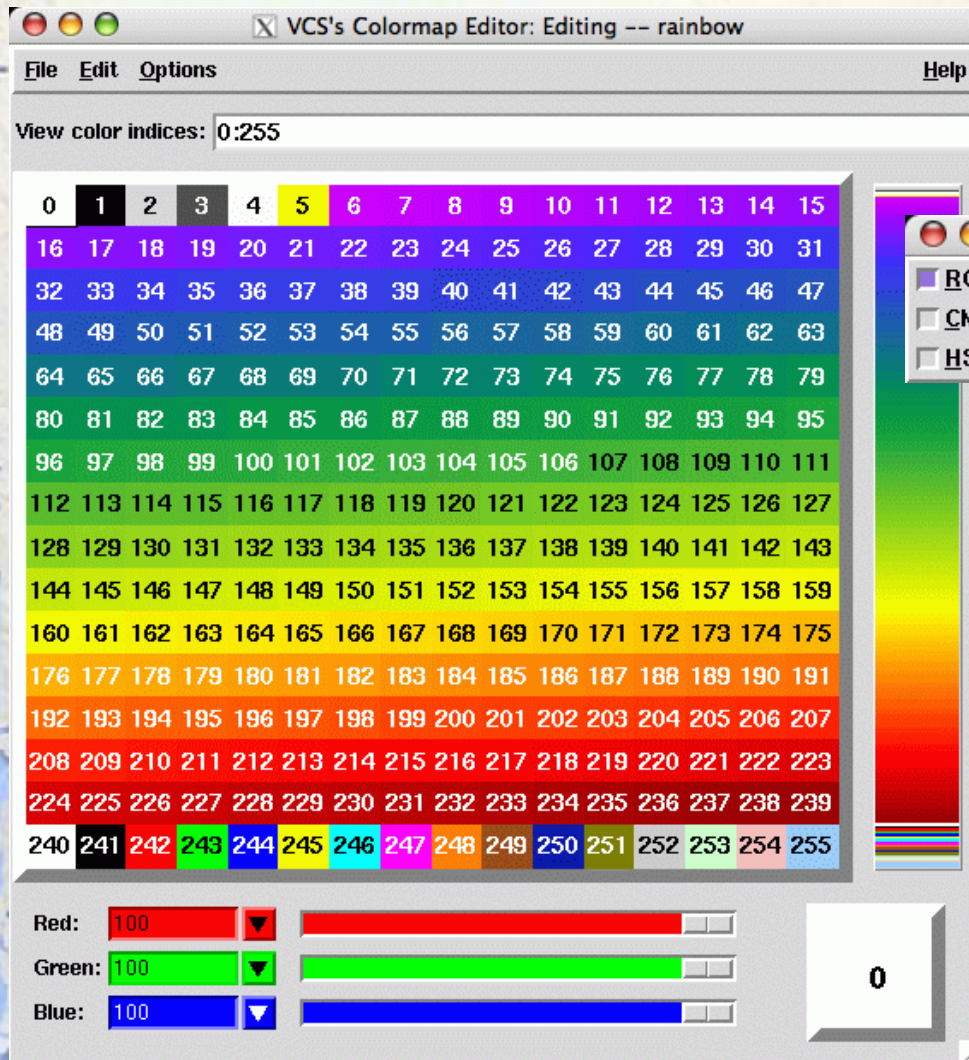 VCS's Colormap Editor: Editing -- rainbow
File Edit Options Help
View color indices: 0:255
0 1 2 3 4 5 6 7 8 9 10 11 12 13 14 15
16 17 18 19 20 21 22 23 24 25 26 27 28 29 30 31
32 33 34 35 36 37 38 39 40 41 42 43 44 45 46 47
48 49 50 51 52 53 54 55 56 57 58 59 60 61 62 63
64 65 66 67 68 69 70 71 72 73 74 75 76 77 78 79
80 81 82 83 84 85 86 87 88 89 90 91 92 93 94 95
96 97 98 99 100 101 102 103 104 105 106 107 108 109 110 111
112 113 114 115 116 117 118 119 120 121 122 123 124 125 126 127
128 129 130 131 132 133 134 135 136 137 138 139 140 141 142 143
144 145 146 147 148 149 150 151 152 153 154 155 156 157 158 159
160 161 162 163 164 165 166 167 168 169 170 171 172 173 174 175
176 177 178 179 180 181 182 183 184 185 186 187 188 189 190 191
192 193 194 195 196 197 198 199 200 201 202 203 204 205 206 207
208 209 210 211 212 213 214 215 216 217 218 219 220 221 222 223
224 225 226 227 228 229 230 231 232 233 234 235 236 237 238 239
240 241 242 243 244 245 246 247 248 249 250 251 252 253 254 255
Red: 100
Green: 100
Blue: 100
0